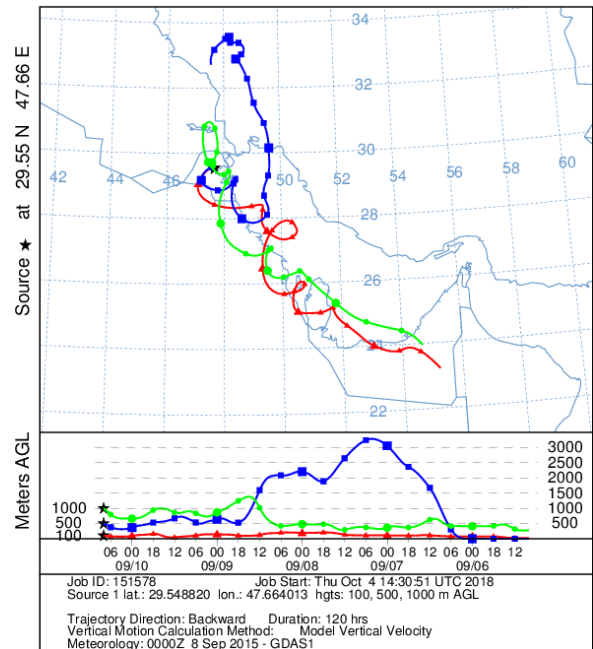 Source ★ at 29.55 N 47.66 E
34
32
30
42 44 46 48 50 52 54 56 58 60
28
26
24
22
Meters AGL
3000
2500
2000
1500
1000 1000
500 500
100
06 00 18 12 06 00 18 12 06 00 18 12 06 00 18 12 06 00 18 12
09/10 09/09 09/08 09/07 09/06
Job ID: 151578 Job Start: Thu Oct 4 14:30:51 UTC 2018
Source 1 lat.: 29.548820 lon.: 47.664013 hgts: 100, 500, 1000 m AGL
Trajectory Direction: Backward Duration: 120 hrs
Vertical Motion Calculation Method: Model Vertical Velocity
Meteorology: 0000Z 8 Sep 2015 - GDAS1